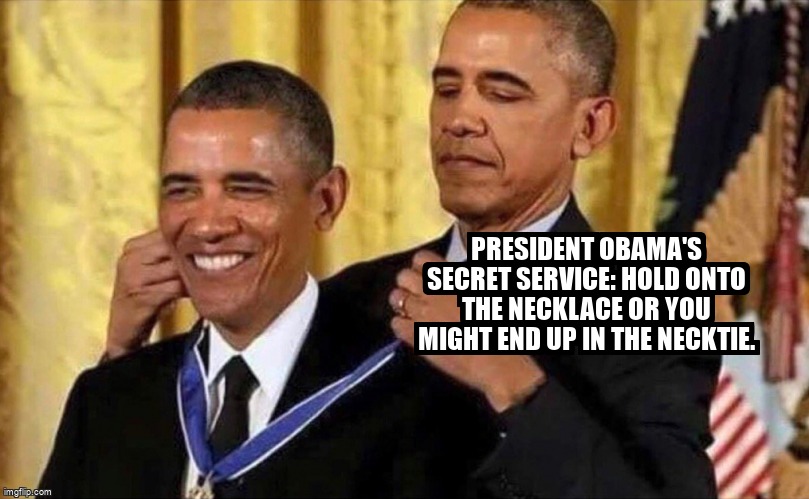 PRESIDENT OBAMA'S
SECRET SERVICE: HOLD ONTO
THE NECKLACE OR YOU
MIGHT END UP IN THE NECKTIE.
imgflip.com